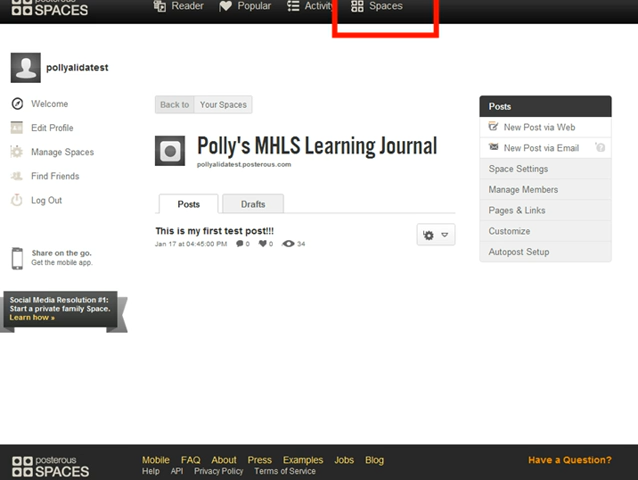 posterous
SPACES
Reader
Popular
Activity
Spaces
pollyalidatest
Welcome
Edit Profile
Manage Spaces
Find Friends
Log Out
Share on the go.
Get the mobile app.
Social Media Resolution #1:
Start a private family Space.
Learn how »
Back to Your Spaces
Polly's MHLS Learning Journal
pollyalidatest.posterous.com
Posts Drafts
This is my first test post!!!
Jan 17 at 04:45:00 PM 0 0 34
Posts
New Post via Web
New Post via Email
Space Settings
Manage Members
Pages & Links
Customize
Autopost Setup
posterous
SPACES
Mobile FAQ About Press Examples Jobs Blog
Help API Privacy Policy Terms of Service
Have a Question?